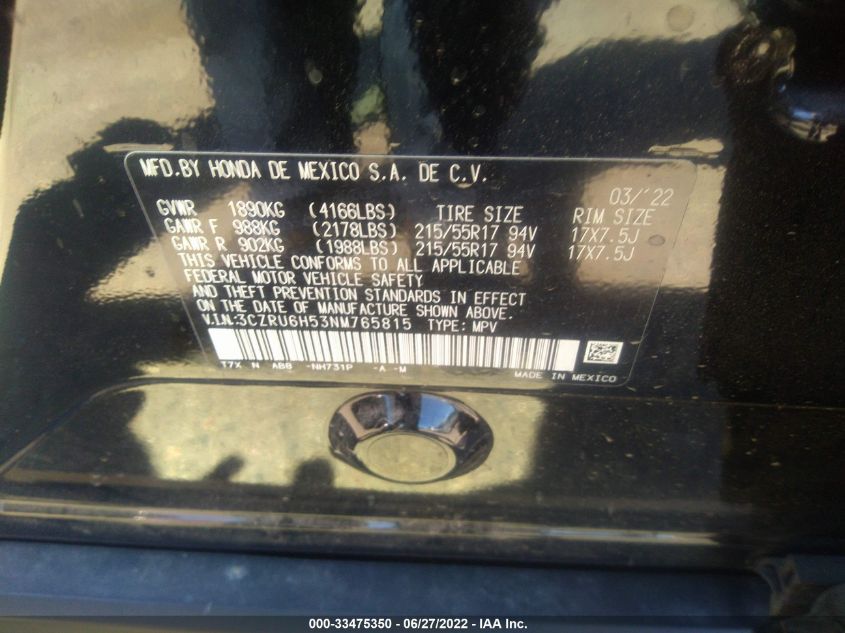 MFD.BY HONDA DE MEXICO S.A. DE C.V.
03/'22
GVWR 1890KG (4166LBS) TIRE SIZE RIM SIZE
GAWR F 988KG (2178LBS) 215/55R17 94V 17X7.5J
GAWR R 902KG (1988LBS) 215/55R17 94V 17X7.5J
THIS VEHICLE CONFORMS TO ALL APPLICABLE
FEDERAL MOTOR VEHICLE SAFETY
AND THEFT PREVENTION STANDARDS IN EFFECT
ON THE DATE OF MANUFACTURE SHOWN ABOVE.
V.I.N.:3CZRU6H53NM765815 TYPE: MPV
T7X N AB8 -NH731P -A -M MADE IN MEXICO
000-33475350 - 06/27/2022 - IAA Inc.